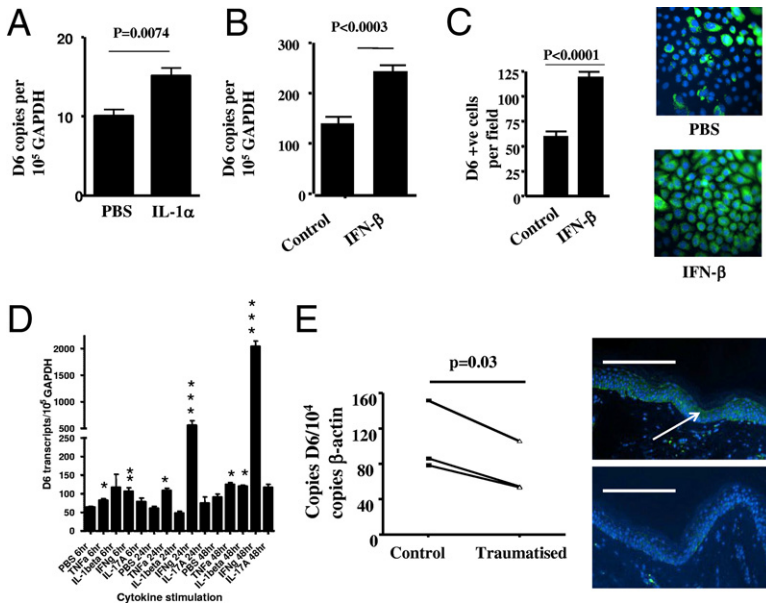 A
P=0.0074
D6 copies per
10⁵ GAPDH
20
10
0
PBS
IL-1α
B
P<0.0003
D6 copies per
10⁵ GAPDH
300
200
100
0
Control
IFN-β
C
P<0.0001
D6 +ve cells
per field
125
100
75
50
25
0
Control
IFN-β
PBS
IFN-β
D
D6 transcripts/10⁵ GAPDH
2000
1500
1000
500
250
200
150
100
50
0
*
* *
*
* * *
*
*
* * *
PBS 6hr
TNFa 6hr
IL-1beta 6hr
IFNg 6hr
IL-17A 6hr
PBS 24hr
TNFa 24hr
IL-1beta 24hr
IFNg 24hr
IL-17A 24hr
PBS 48hr
TNFa 48hr
IL-1beta 48hr
IFNg 48hr
IL-17A 48hr
Cytokine stimulation
E
p=0.03
Copies D6/10⁴
copies β-actin
160
120
80
40
0
Control
Traumatised